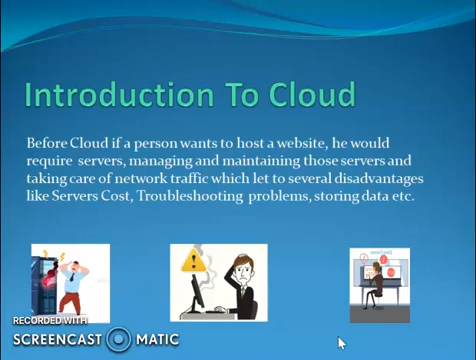 Introduction To Cloud
Before Cloud if a person wants to host a website, he would
require servers, managing and maintaining those servers and
taking care of network traffic which let to several disadvantages
like Servers Cost, Troubleshooting problems, storing data etc.
RECORDED WITH
SCREENCAST MATIC